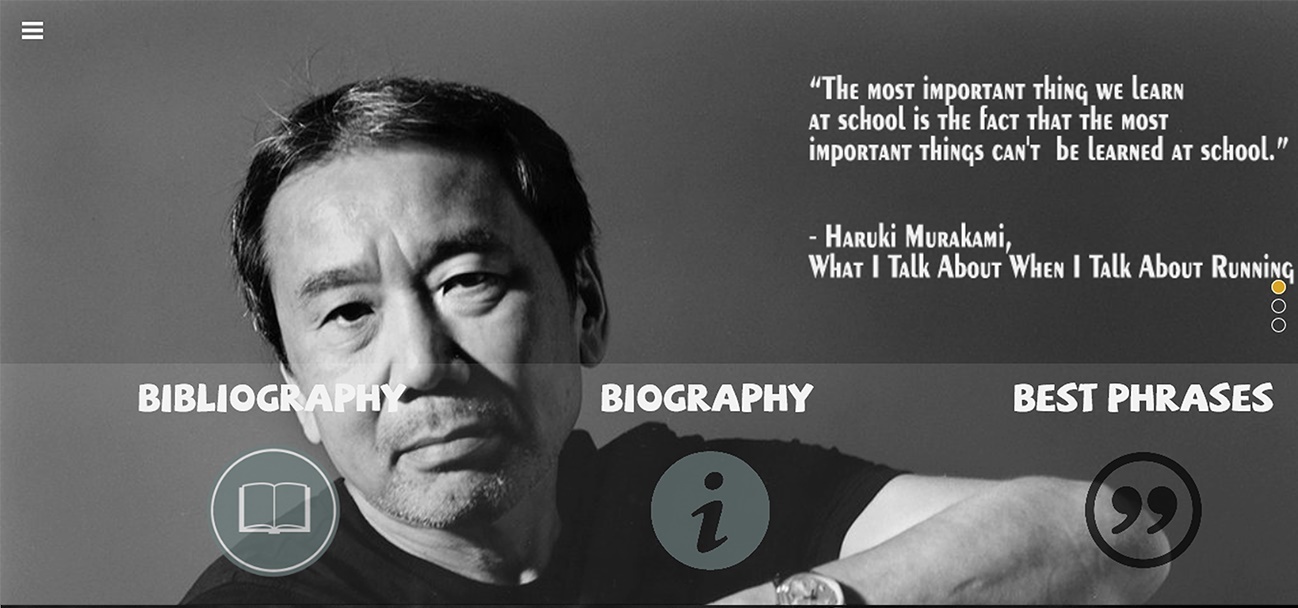 “The most important thing we learn
at school is the fact that the most
important things can't be learned at school.”
- Haruki Murakami,
What I Talk About When I Talk About Running
BIBLIOGRAPHY
BIOGRAPHY
BEST PHRASES